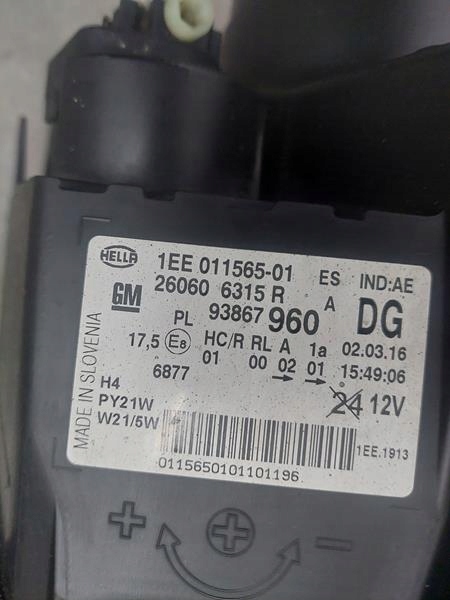 HELLA
1EE 011565-01 ES IND:AE
GM 26060 6315 R A DG
93867 960
PL HC/R RL A 1a 02.03.16
17,5 E8 01 00 02 01 15:49:06
6877
24 12V
H4
PY21W
W21/5W
1EE.1913
0115650101101196
MADE IN SLOVENIA
+ + -